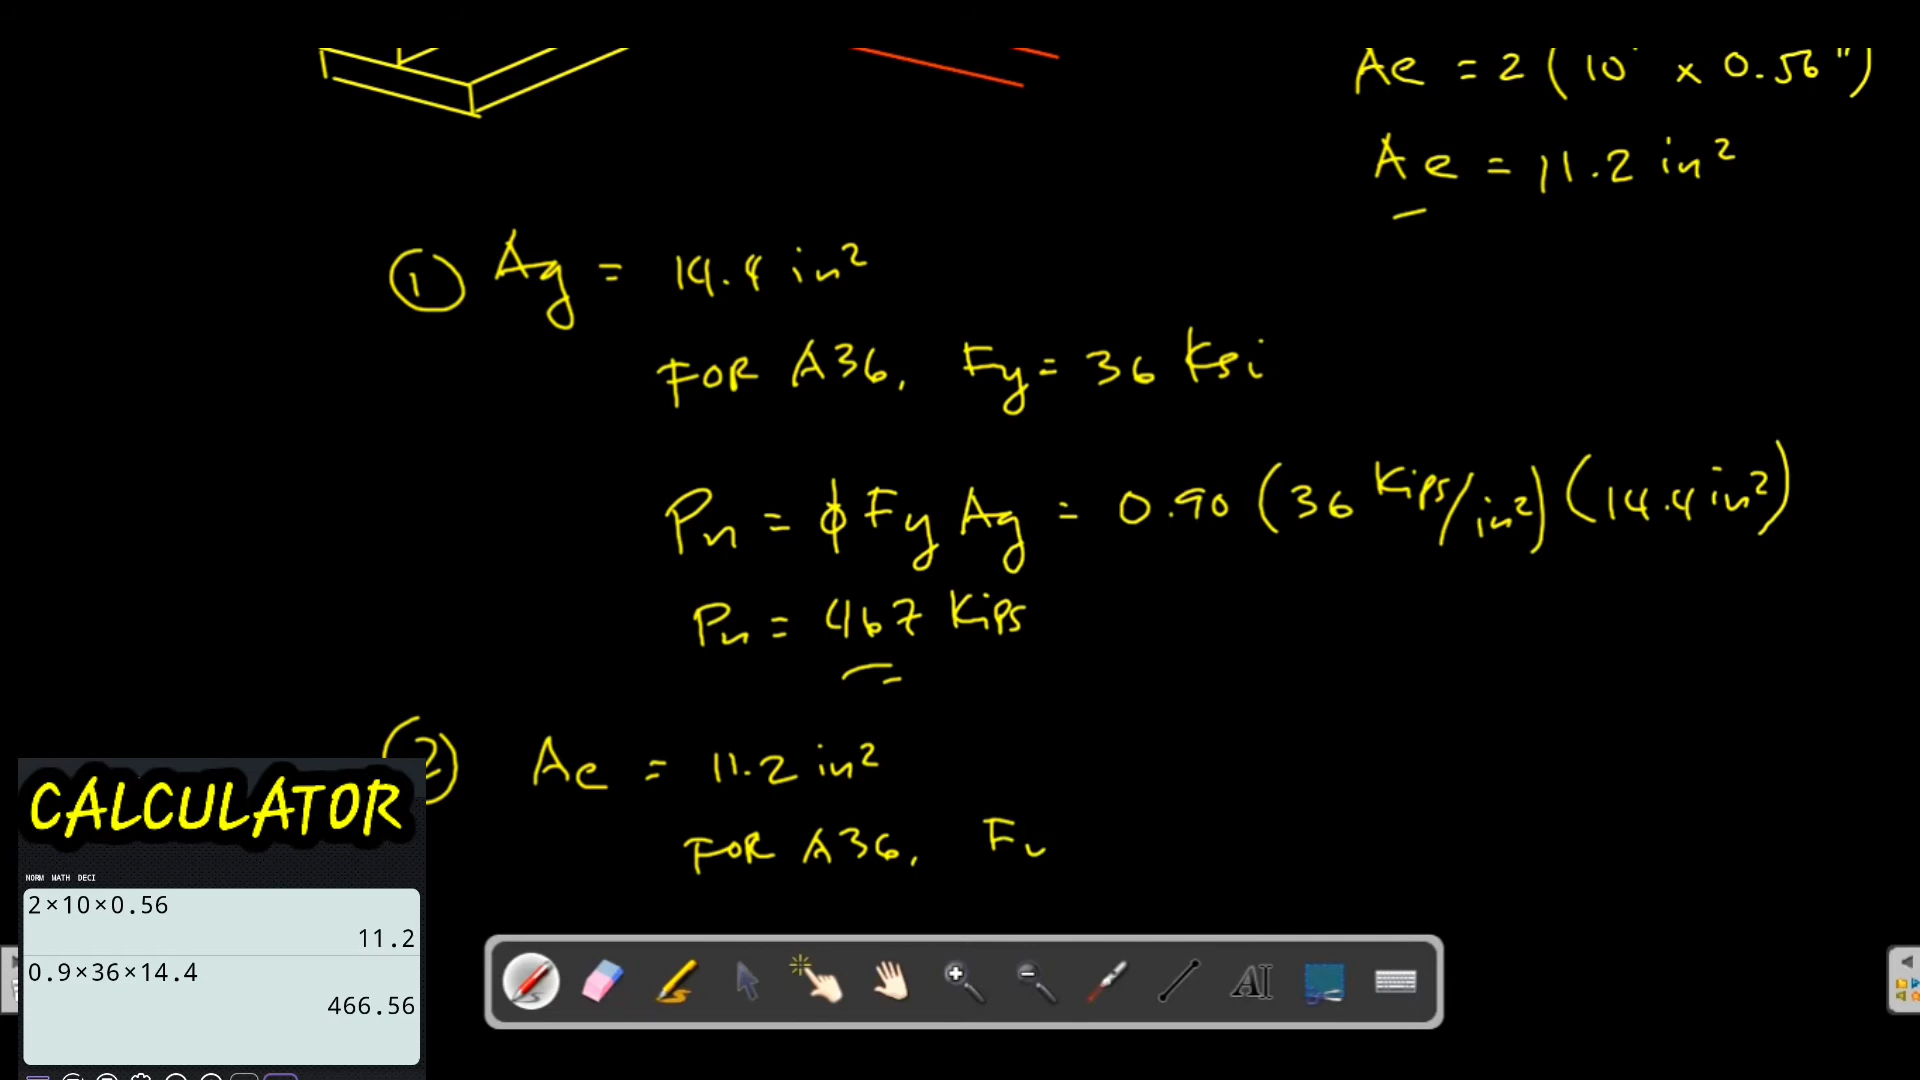 Ae = 2 ( 10" x 0.56" )
Ae = 11.2 in²
① Ag = 14.4 in²
FOR A36, Fy = 36 Ksi
Pn = ϕ Fy Ag = 0.90 (36 Kips/in²) (14.4 in²)
Pn = 467 Kips
② Ae = 11.2 in²
FOR A36, Fu
CALCULATOR
NORM MATH DECI
2×10×0.56
11.2
0.9×36×14.4
466.56
AI